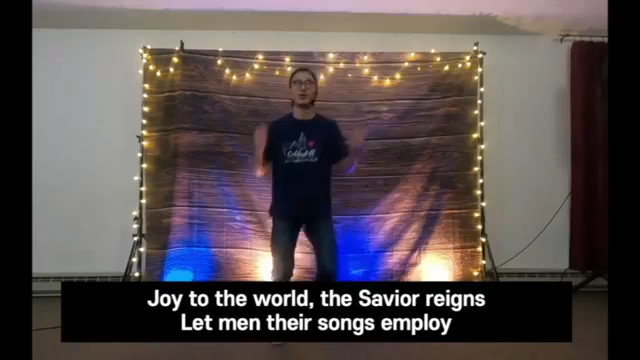 Joy to the world, the Savior reigns
Let men their songs employ